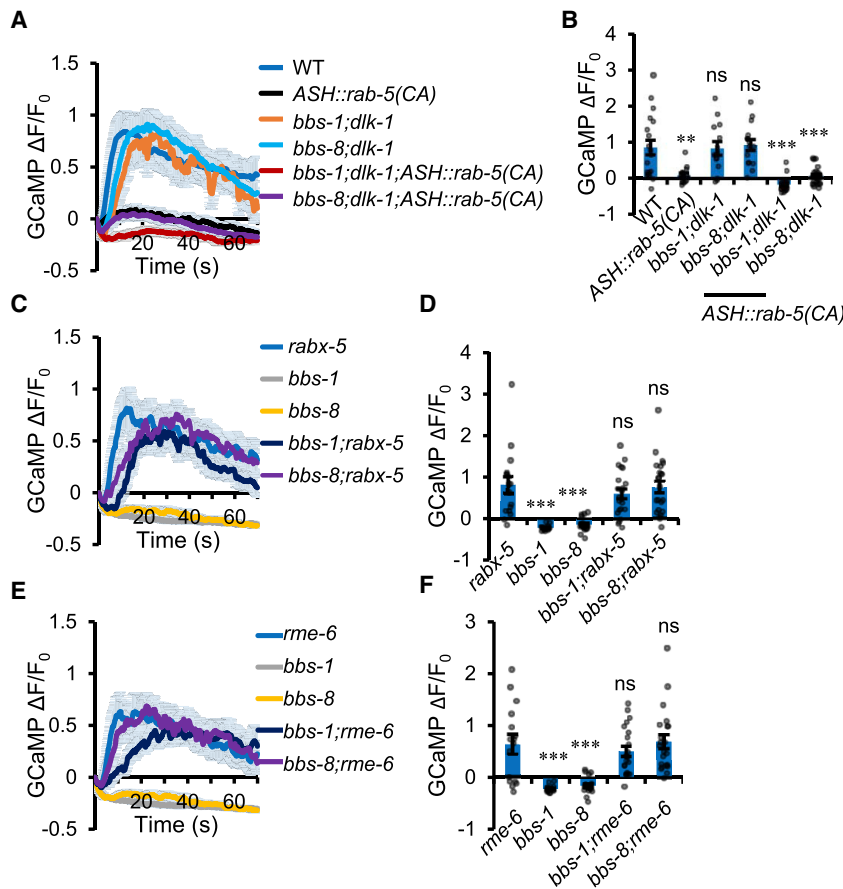 A
GCaMP ΔF/F0
1.5
1
0.5
0
-0.5
20
40
60
Time (s)
WT
ASH::rab-5(CA)
bbs-1;dlk-1
bbs-8;dlk-1
bbs-1;dlk-1;ASH::rab-5(CA)
bbs-8;dlk-1;ASH::rab-5(CA)
B
GCaMP ΔF/F0
4
3
2
1
0
-1
**
ns
ns
***
***
WT
ASH::rab-5(CA)
bbs-1;dlk-1
bbs-8;dlk-1
bbs-1;dlk-1
bbs-8;dlk-1
ASH::rab-5(CA)
C
GCaMP ΔF/F0
1.5
1
0.5
0
-0.5
20
40
60
Time (s)
rabx-5
bbs-1
bbs-8
bbs-1;rabx-5
bbs-8;rabx-5
D
GCaMP ΔF/F0
4
3
2
1
0
-1
***
***
ns
ns
rabx-5
bbs-1
bbs-8
bbs-1;rabx-5
bbs-8;rabx-5
E
GCaMP ΔF/F0
1.5
1
0.5
0
-0.5
20
40
60
Time (s)
rme-6
bbs-1
bbs-8
bbs-1;rme-6
bbs-8;rme-6
F
GCaMP ΔF/F0
3
2
1
0
-1
***
***
ns
ns
rme-6
bbs-1
bbs-8
bbs-1;rme-6
bbs-8;rme-6